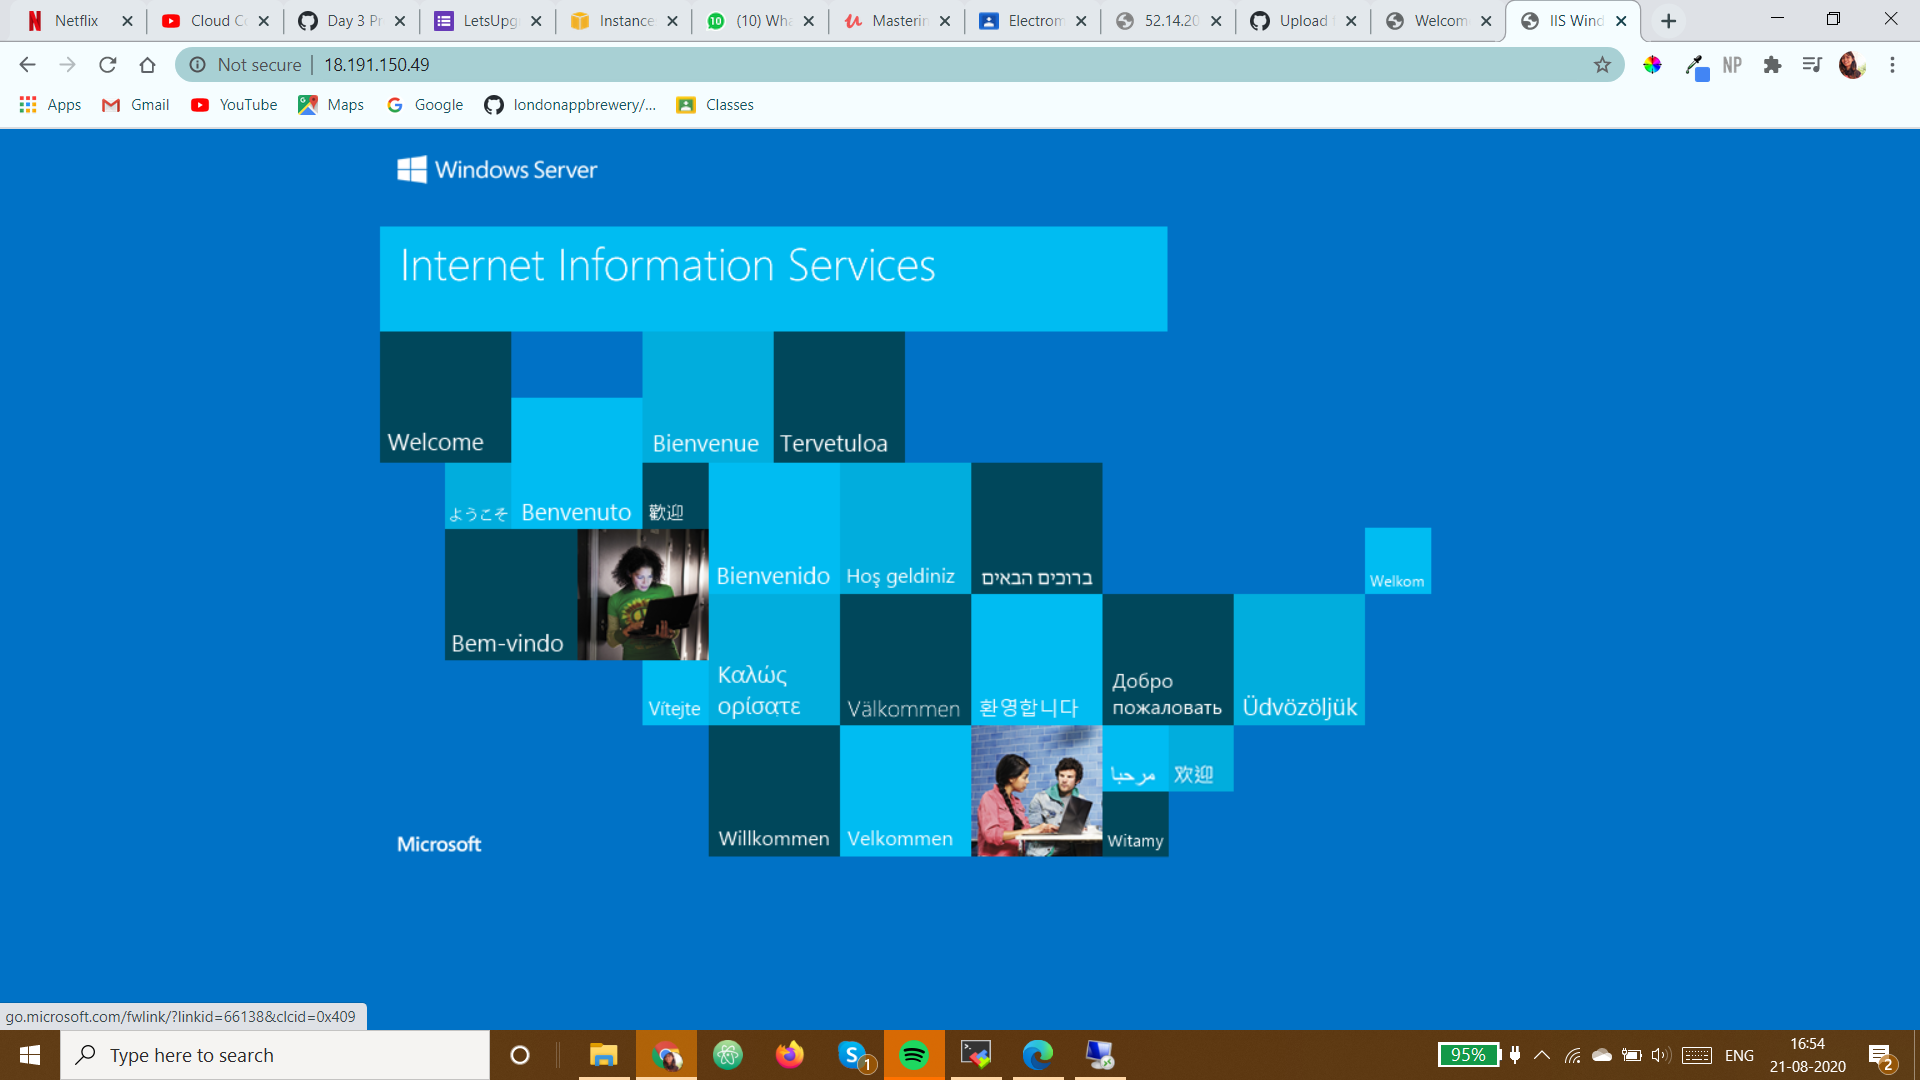 Netflix
Cloud Co
Day 3 Pr
LetsUpg
Instance
(10) Wha
Masterin
Electrom
52.14.20
Upload
Welcom
IIS Wind
Not secure
18.191.150.49
NP
Apps
Gmail
YouTube
Maps
Google
londonappbrewery/...
Classes
Windows Server
Internet Information Services
Welcome
Bienvenue
Tervetuloa
ようこそ
Benvenuto
歡迎
Bienvenido
Hoş geldiniz
ברוכים הבאים
Welkom
Bem-vindo
Vítejte
Καλώς
ορίσατε
Välkommen
환영합니다
Добро
пожаловать
Üdvözöljük
مرحبا
欢迎
Willkommen
Velkommen
Witamy
Microsoft
go.microsoft.com/fwlink/?linkid=66138&clcid=0x409
Type here to search
1
95%
ENG
16:54
21-08-2020
2